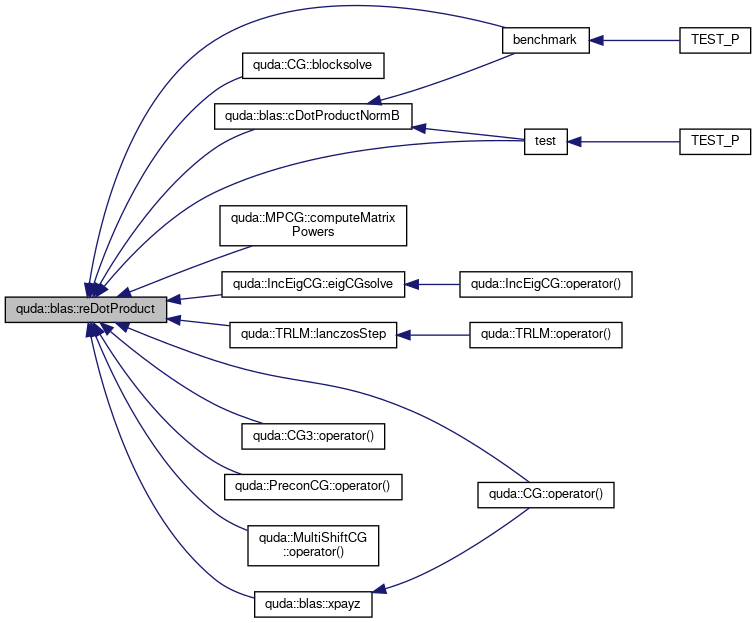 benchmark
TEST_P
quda::CG::blocksolve
quda::blas::cDotProductNormB
test
TEST_P
quda::MPCG::computeMatrix
Powers
quda::IncEigCG::eigCGsolve
quda::IncEigCG::operator()
quda::blas::reDotProduct
quda::TRLM::lanczosStep
quda::TRLM::operator()
quda::CG3::operator()
quda::PreconCG::operator()
quda::CG::operator()
quda::MultiShiftCG
::operator()
quda::blas::xpayz